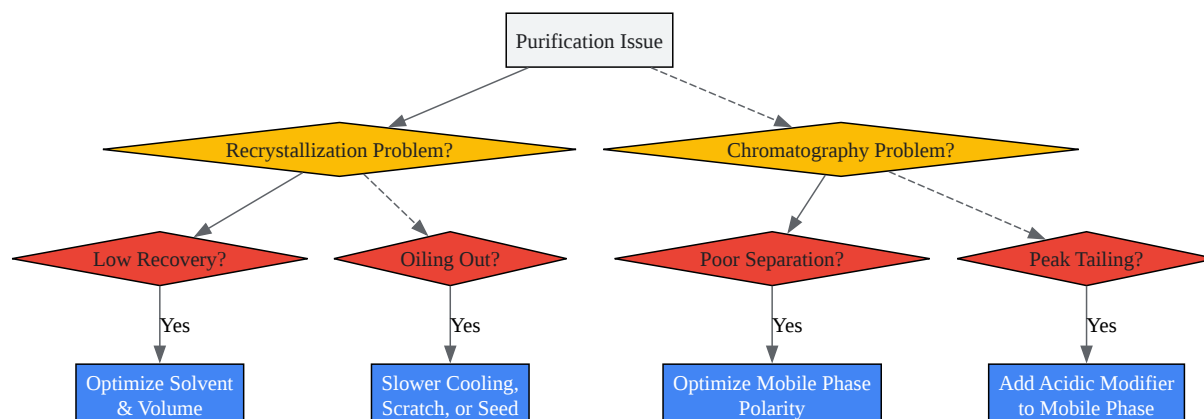 Purification Issue
Recrystallization Problem?
Chromatography Problem?
Low Recovery?
Oiling Out?
Poor Separation?
Peak Tailing?
Yes
Yes
Yes
Yes
Optimize Solvent
& Volume
Slower Cooling,
Scratch, or Seed
Optimize Mobile Phase
Polarity
Add Acidic Modifier
to Mobile Phase